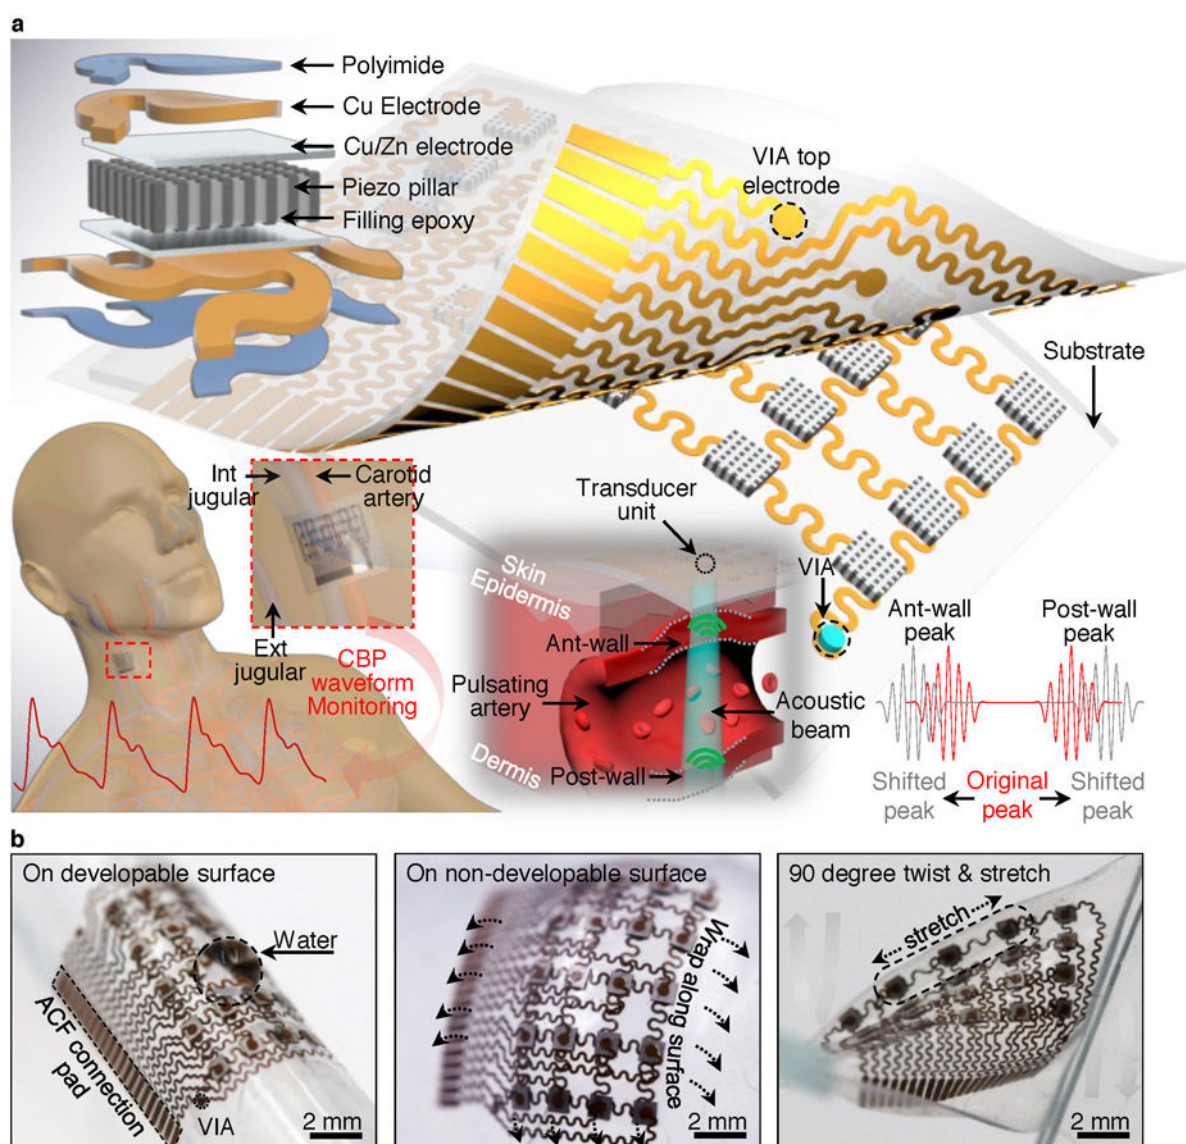 a
Polyimide
Cu Electrode
Cu/Zn electrode
Piezo pillar
Filling epoxy
VIA top
electrode
Substrate
Int
jugular
Carotid
artery
Ext
jugular
CBP
waveform
Monitoring
Transducer
unit
Skin
Epidermis
Ant-wall
Pulsating
artery
Dermis
Post-wall
Acoustic
beam
VIA
Ant-wall
peak
Post-wall
peak
Shifted
peak
Original
peak
Shifted
peak
b
On developable surface
Water
ACF connection
pad
VIA
2 mm
On non-developable surface
Wrap along surface
2 mm
90 degree twist & stretch
stretch
2 mm